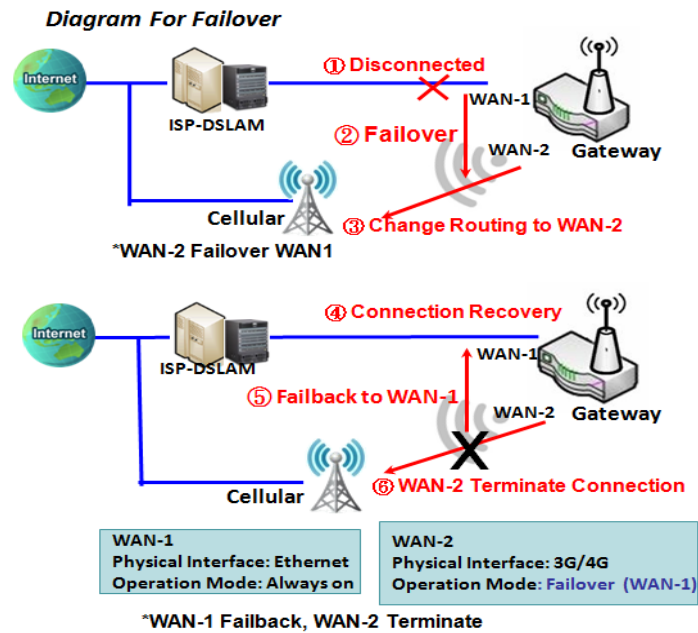 Diagram For Failover
Internet
ISP-DSLAM
① Disconnected
WAN-1
② Failover
WAN-2
Gateway
Cellular
③ Change Routing to WAN-2
*WAN-2 Failover WAN1
Internet
ISP-DSLAM
④ Connection Recovery
WAN-1
⑤ Failback to WAN-1
WAN-2
Gateway
Cellular
⑥ WAN-2 Terminate Connection
WAN-1
Physical Interface: Ethernet
Operation Mode: Always on
WAN-2
Physical Interface: 3G/4G
Operation Mode: Failover (WAN-1)
*WAN-1 Failback, WAN-2 Terminate